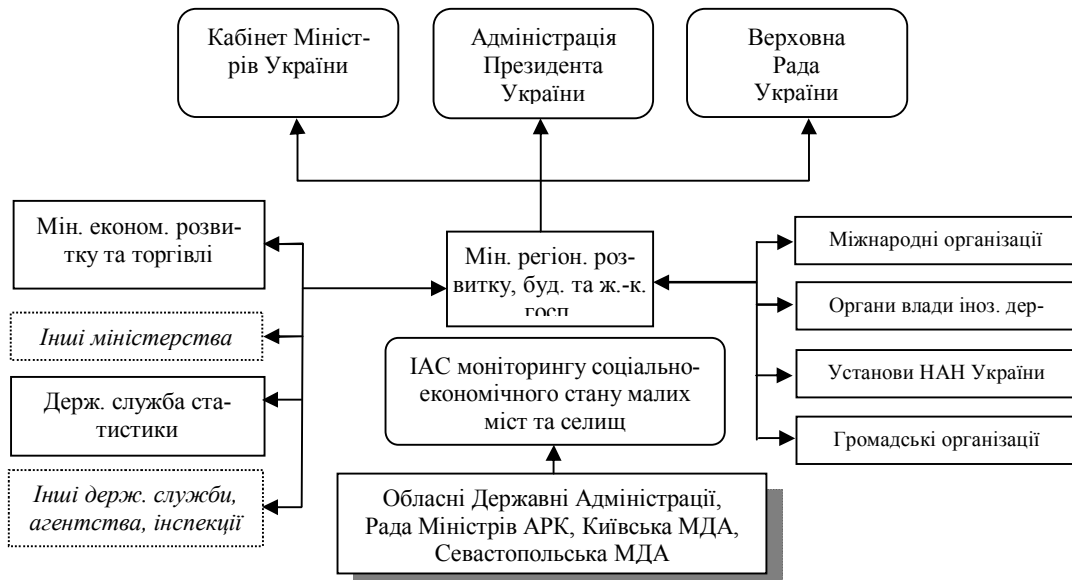 Кабінет Мініст-
рів України
Адміністрація
Президента
України
Верховна
Рада
України
Мін. економ. розви-
тку та торгівлі
Інші міністерства
Держ. служба ста-
тистики
Інші держ. служби,
агентства, інспекції
Мін. регіон. роз-
витку, буд. та ж.-к.
госп
ІАС моніторингу соціально-
економічного стану малих
міст та селищ
Обласні Державні Адміністрації,
Рада Міністрів АРК, Київська МДА,
Севастопольська МДА
Міжнародні організації
Органи влади іноз. дер-
Установи НАН України
Громадські організації